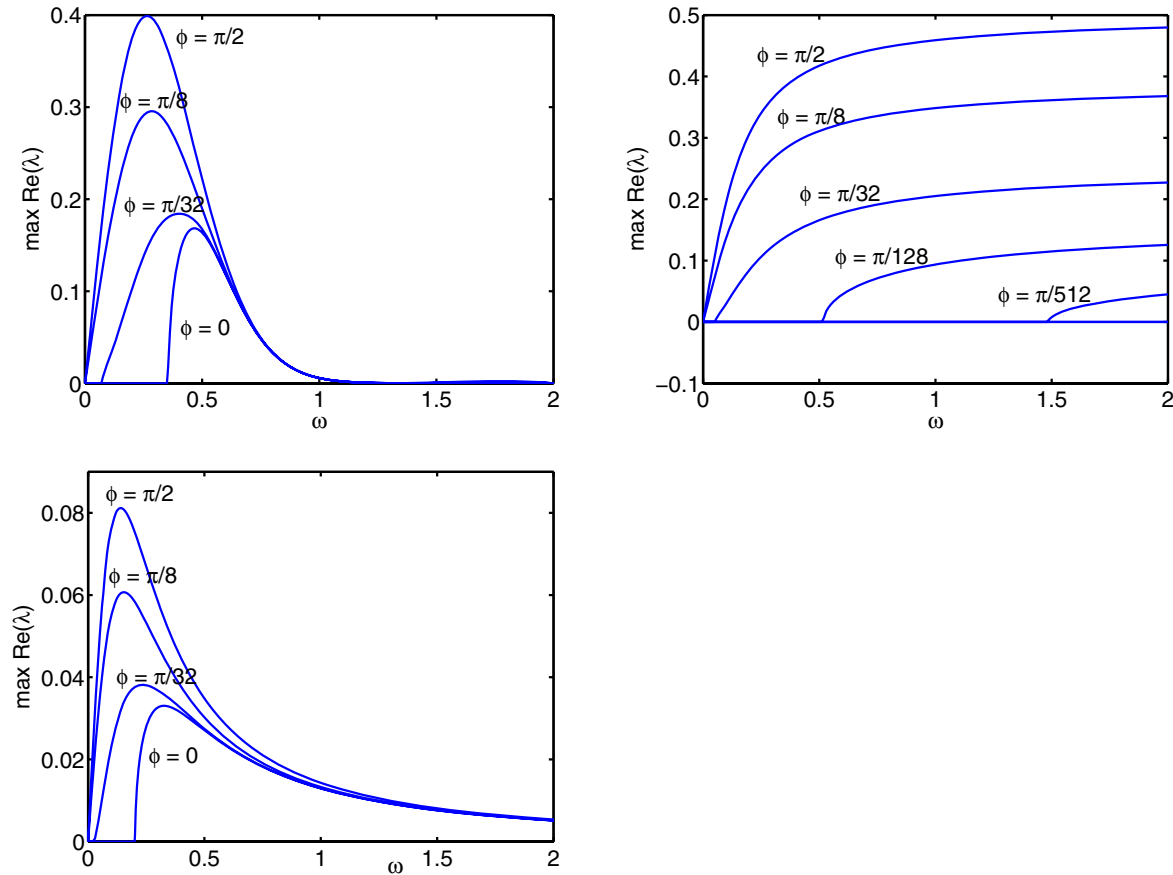 0.4
0.3
0.2
0.1
0
max Re(λ)
ϕ = π/2
ϕ = π/8
ϕ = π/32
ϕ = 0
0
0.5
1
1.5
2
ω
0.5
0.4
0.3
0.2
0.1
0
−0.1
max Re(λ)
ϕ = π/2
ϕ = π/8
ϕ = π/32
ϕ = π/128
ϕ = π/512
0
0.5
1
1.5
2
ω
0.08
0.06
0.04
0.02
0
max Re(λ)
ϕ = π/2
ϕ = π/8
ϕ = π/32
ϕ = 0
0
0.5
1
1.5
2
ω